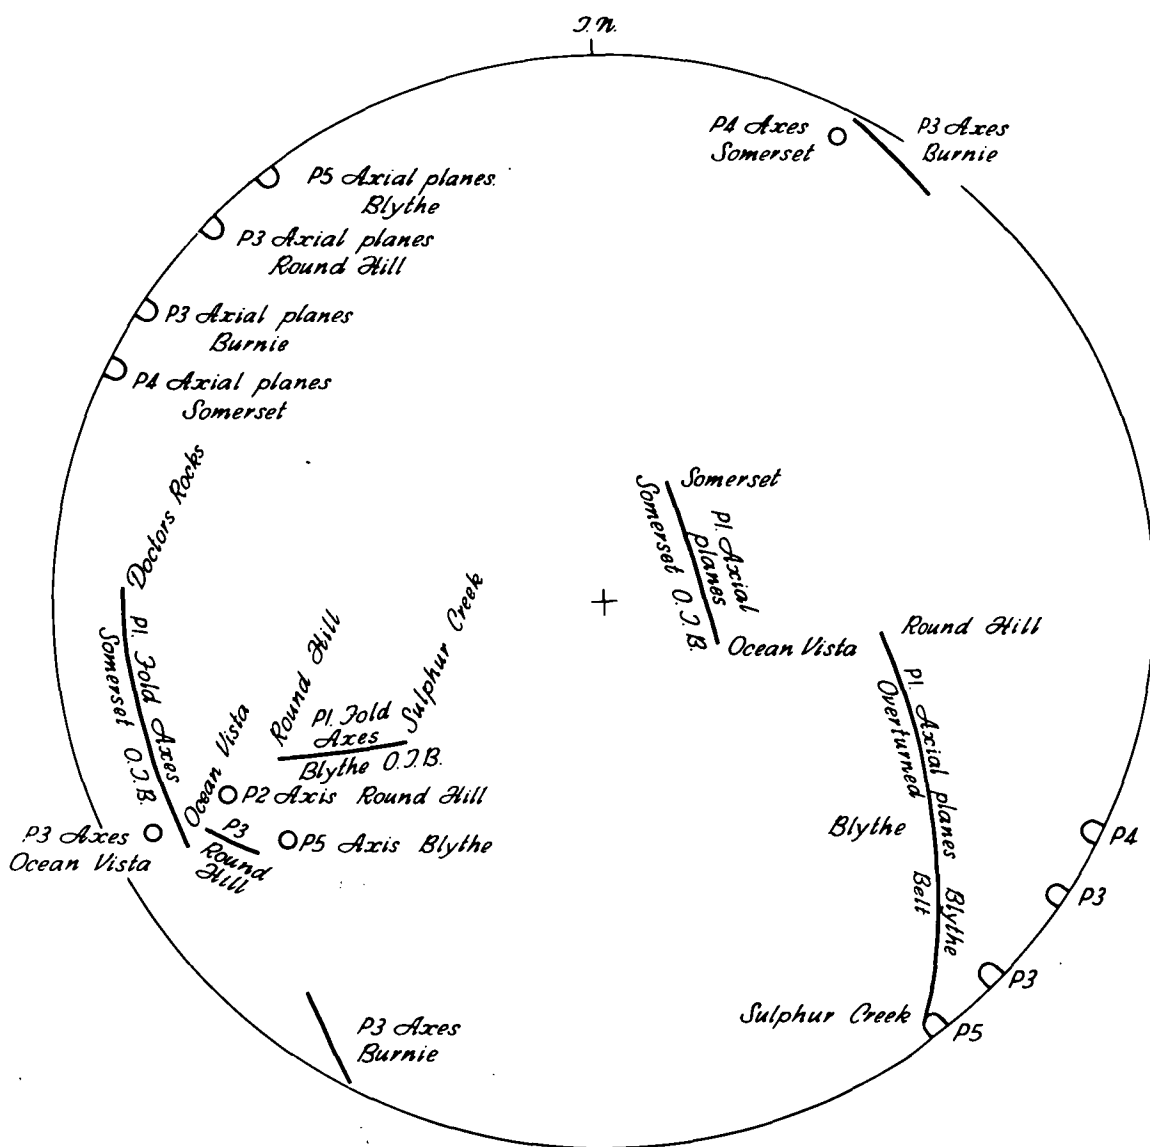 T.N.
P4 Axes
Somerset
P3 Axes
Burnie
P5 Axial planes
Blythe
P3 Axial planes
Round Hill
P3 Axial planes
Burnie
P4 Axial planes
Somerset
Doctors Rocks
P1. Fold Axes
Somerset O.T.B.
Ocean Vista
Somerset
P1. Axial
planes
Somerset O.T.B.
Ocean Vista
Round Hill
Sulphur Creek
P1. Fold
Axes
Blythe O.T.B.
P2 Axis Round Hill
P3
Round
Hill
P5 Axis Blythe
P3 Axes
Ocean Vista
Round Hill
P1. Axial planes Blythe
Overturned
Blythe
Belt
Sulphur Creek
P4
P3
P3
P5
P3 Axes
Burnie